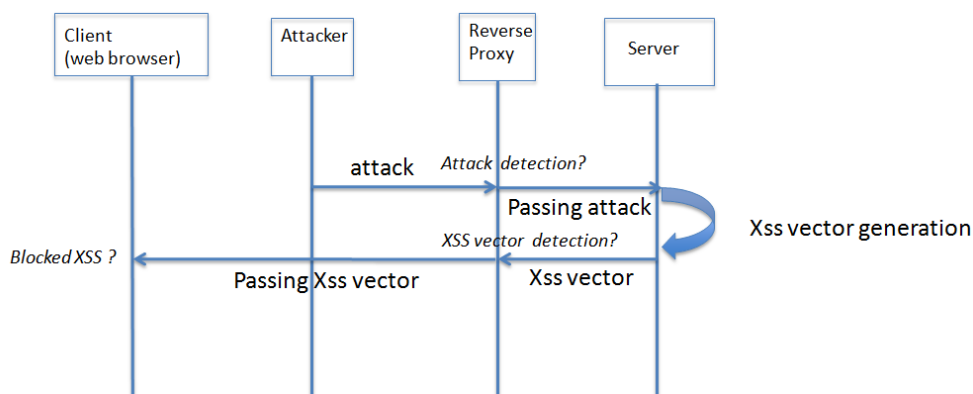 Client
(web browser)
Attacker
Reverse
Proxy
Server
attack
Attack detection?
Passing attack
Xss vector generation
XSS vector detection?
Blocked XSS ?
Passing Xss vector
Xss vector